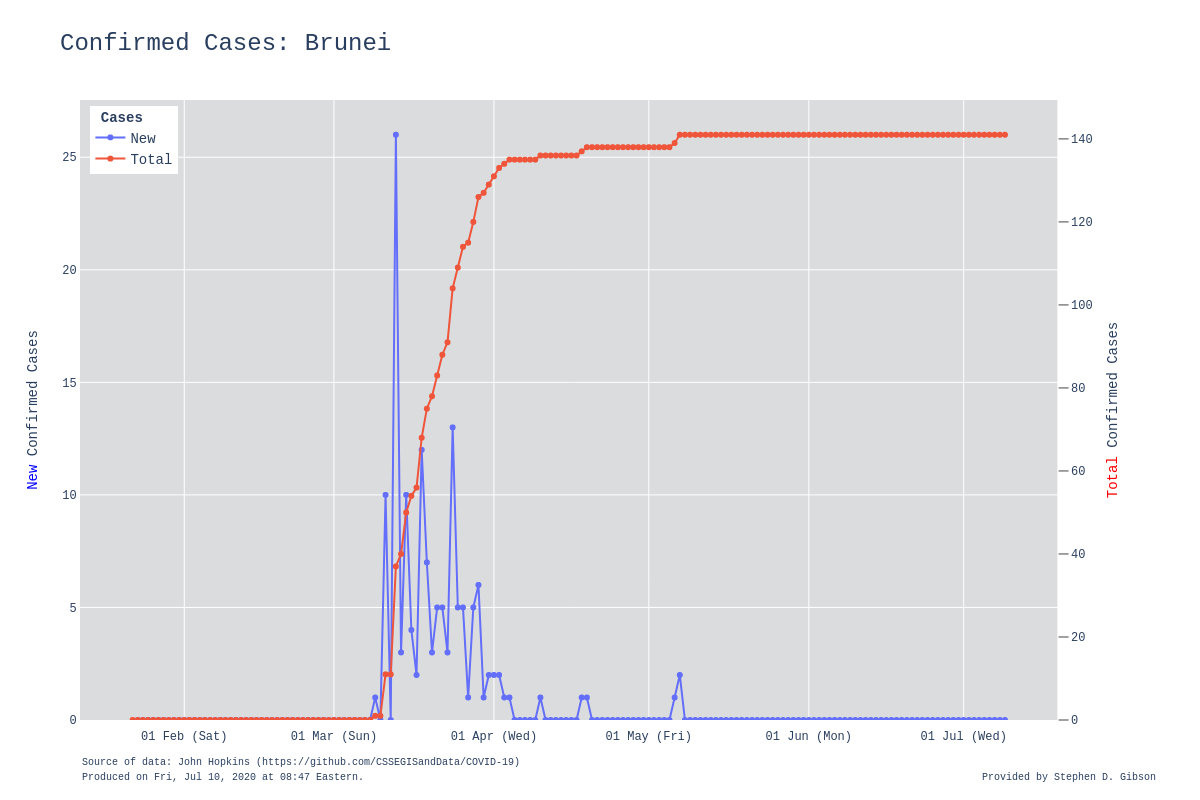 Confirmed Cases: Brunei
Cases
New
Total
25
20
15
10
5
0
New Confirmed Cases
140
120
100
80
60
40
20
0
Total Confirmed Cases
01 Feb (Sat)
01 Mar (Sun)
01 Apr (Wed)
01 May (Fri)
01 Jun (Mon)
01 Jul (Wed)
Source of data: John Hopkins (https://github.com/CSSEGISandData/COVID-19)
Produced on Fri, Jul 10, 2020 at 08:47 Eastern.
Provided by Stephen D. Gibson